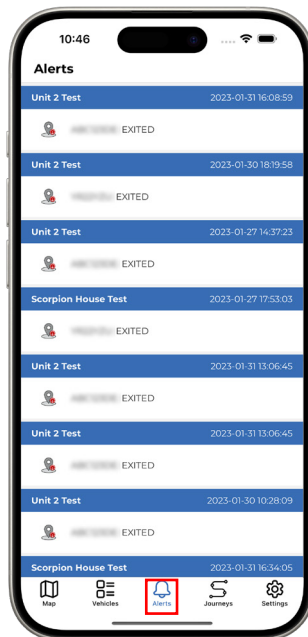 10:46
Alerts
Unit 2 Test 2023-01-31 16:08:59
EXITED
Unit 2 Test 2023-01-30 18:19:58
EXITED
Unit 2 Test 2023-01-27 14:37:23
EXITED
Scorpion House Test 2023-01-27 17:53:03
EXITED
Unit 2 Test 2023-01-31 13:06:45
EXITED
Unit 2 Test 2023-01-31 13:06:45
EXITED
Unit 2 Test 2023-01-30 10:28:09
EXITED
Scorpion House Test 2023-01-31 16:34:05
Map Vehicles Alerts Journeys Settings